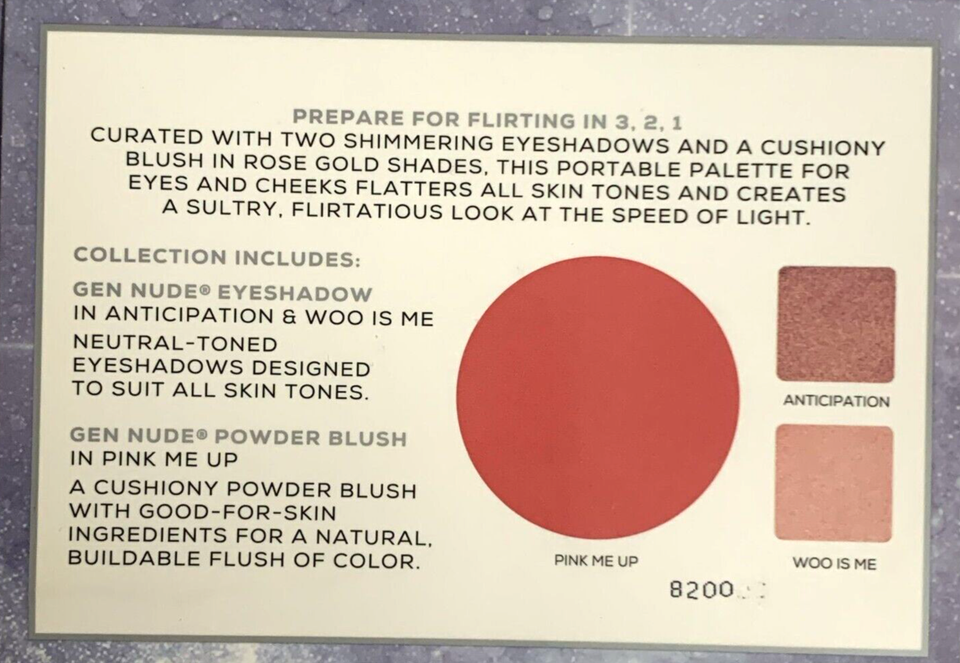 PREPARE FOR FLIRTING IN 3, 2, 1
CURATED WITH TWO SHIMMERING EYESHADOWS AND A CUSHIONY
BLUSH IN ROSE GOLD SHADES, THIS PORTABLE PALETTE FOR
EYES AND CHEEKS FLATTERS ALL SKIN TONES AND CREATES
A SULTRY, FLIRTATIOUS LOOK AT THE SPEED OF LIGHT.
COLLECTION INCLUDES:
GEN NUDE® EYESHADOW
IN ANTICIPATION & WOO IS ME
NEUTRAL-TONED
EYESHADOWS DESIGNED
TO SUIT ALL SKIN TONES.
GEN NUDE® POWDER BLUSH
IN PINK ME UP
A CUSHIONY POWDER BLUSH
WITH GOOD-FOR-SKIN
INGREDIENTS FOR A NATURAL,
BUILDABLE FLUSH OF COLOR.
ANTICIPATION
PINK ME UP
WOO IS ME
8200